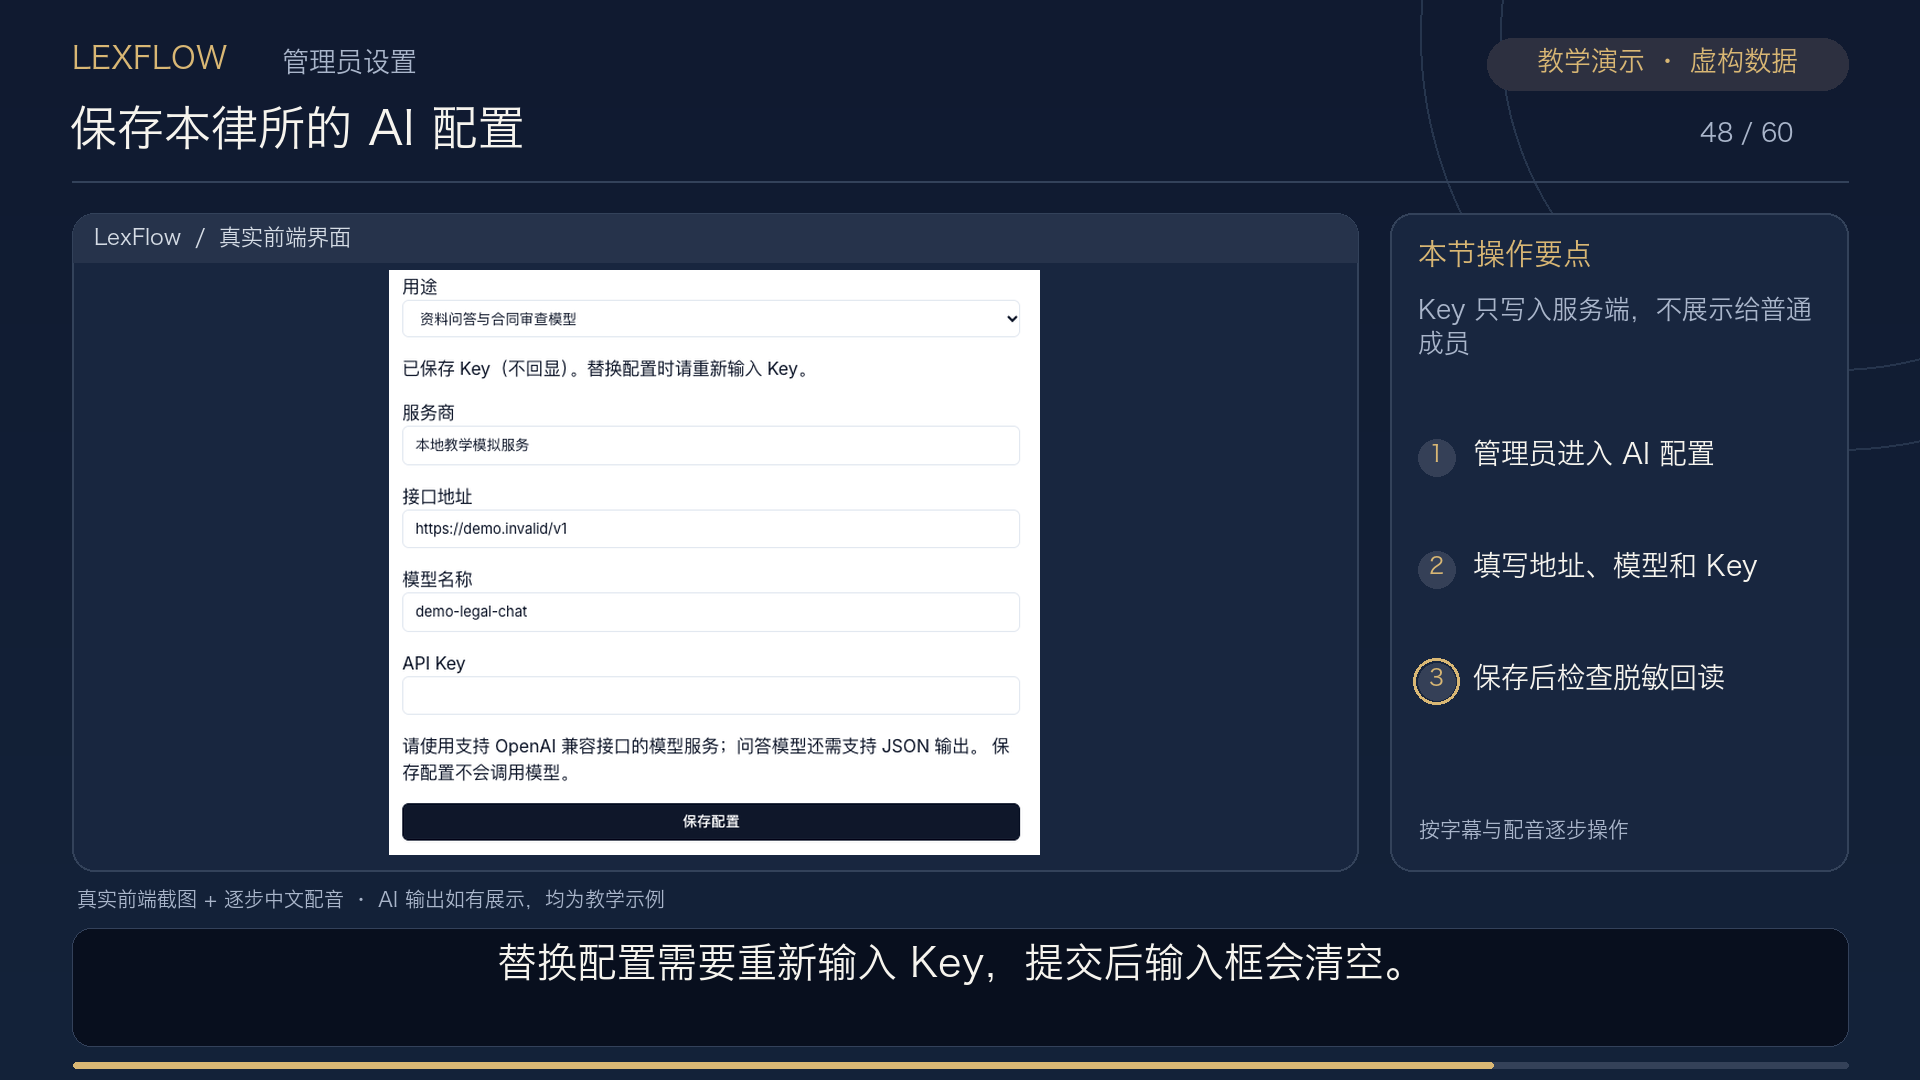 LEXFLOW 管理员设置
教学演示 · 虚构数据
保存本律所的 AI 配置
48 / 60
LexFlow / 真实前端界面
用途
资料问答与合同审查模型
已保存 Key（不回显）。替换配置时请重新输入 Key。
服务商
本地教学模拟服务
接口地址
https://demo.invalid/v1
模型名称
demo-legal-chat
API Key
请使用支持 OpenAI 兼容接口的模型服务；问答模型还需支持 JSON 输出。 保
存配置不会调用模型。
保存配置
本节操作要点
Key 只写入服务端，不展示给普通
成员
1 管理员进入 AI 配置
2 填写地址、模型和 Key
3 保存后检查脱敏回读
按字幕与配音逐步操作
真实前端截图 + 逐步中文配音 · AI 输出如有展示，均为教学示例
替换配置需要重新输入 Key，提交后输入框会清空。